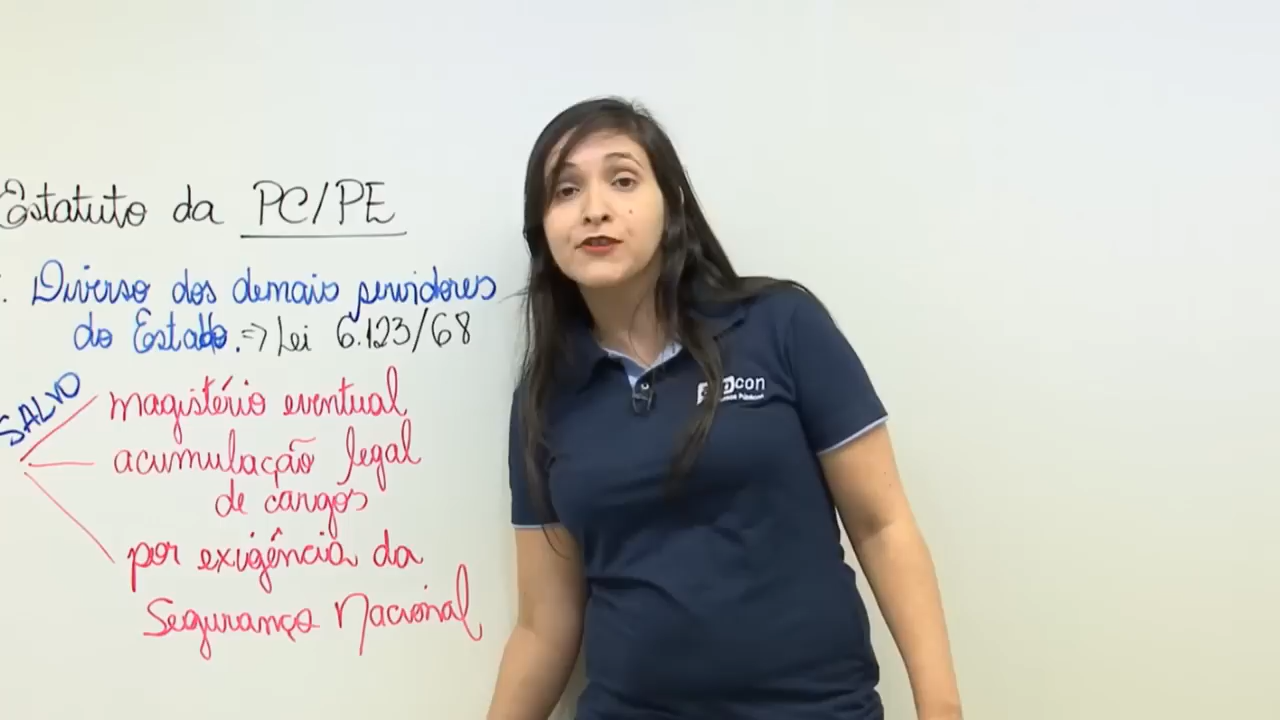 Estatuto da PC/PE
. Diverso dos demais servidores
do Estado. => Lei 6.123/68
SALVO
magistério eventual
acumulação legal
de cargos
por exigência da
Segurança Nacional
con